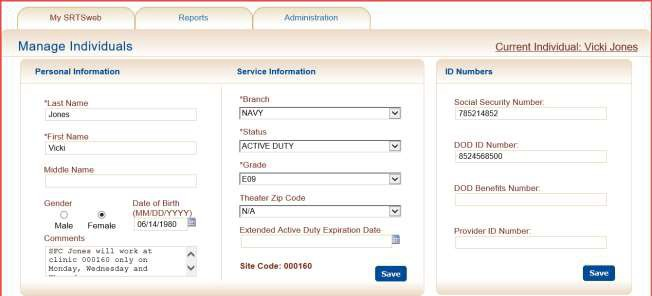 My SRTSweb Reports Administration
Manage Individuals Current Individual: Vicki Jones
Personal Information
*Last Name
Jones
*First Name
Vicki
Middle Name
Gender
Male Female
Date of Birth
(MM/DD/YYYY)
06/14/1980
Comments
SFC Jones will work at
clinic 000160 only on
Monday, Wednesday and
Service Information
*Branch
NAVY
*Status
ACTIVE DUTY
*Grade
E09
Theater Zip Code
N/A
Extended Active Duty Expiration Date
Site Code: 000160
Save
ID Numbers
Social Security Number:
785214852
DOD ID Number:
8524568500
DOD Benefits Number:
Provider ID Number:
Save